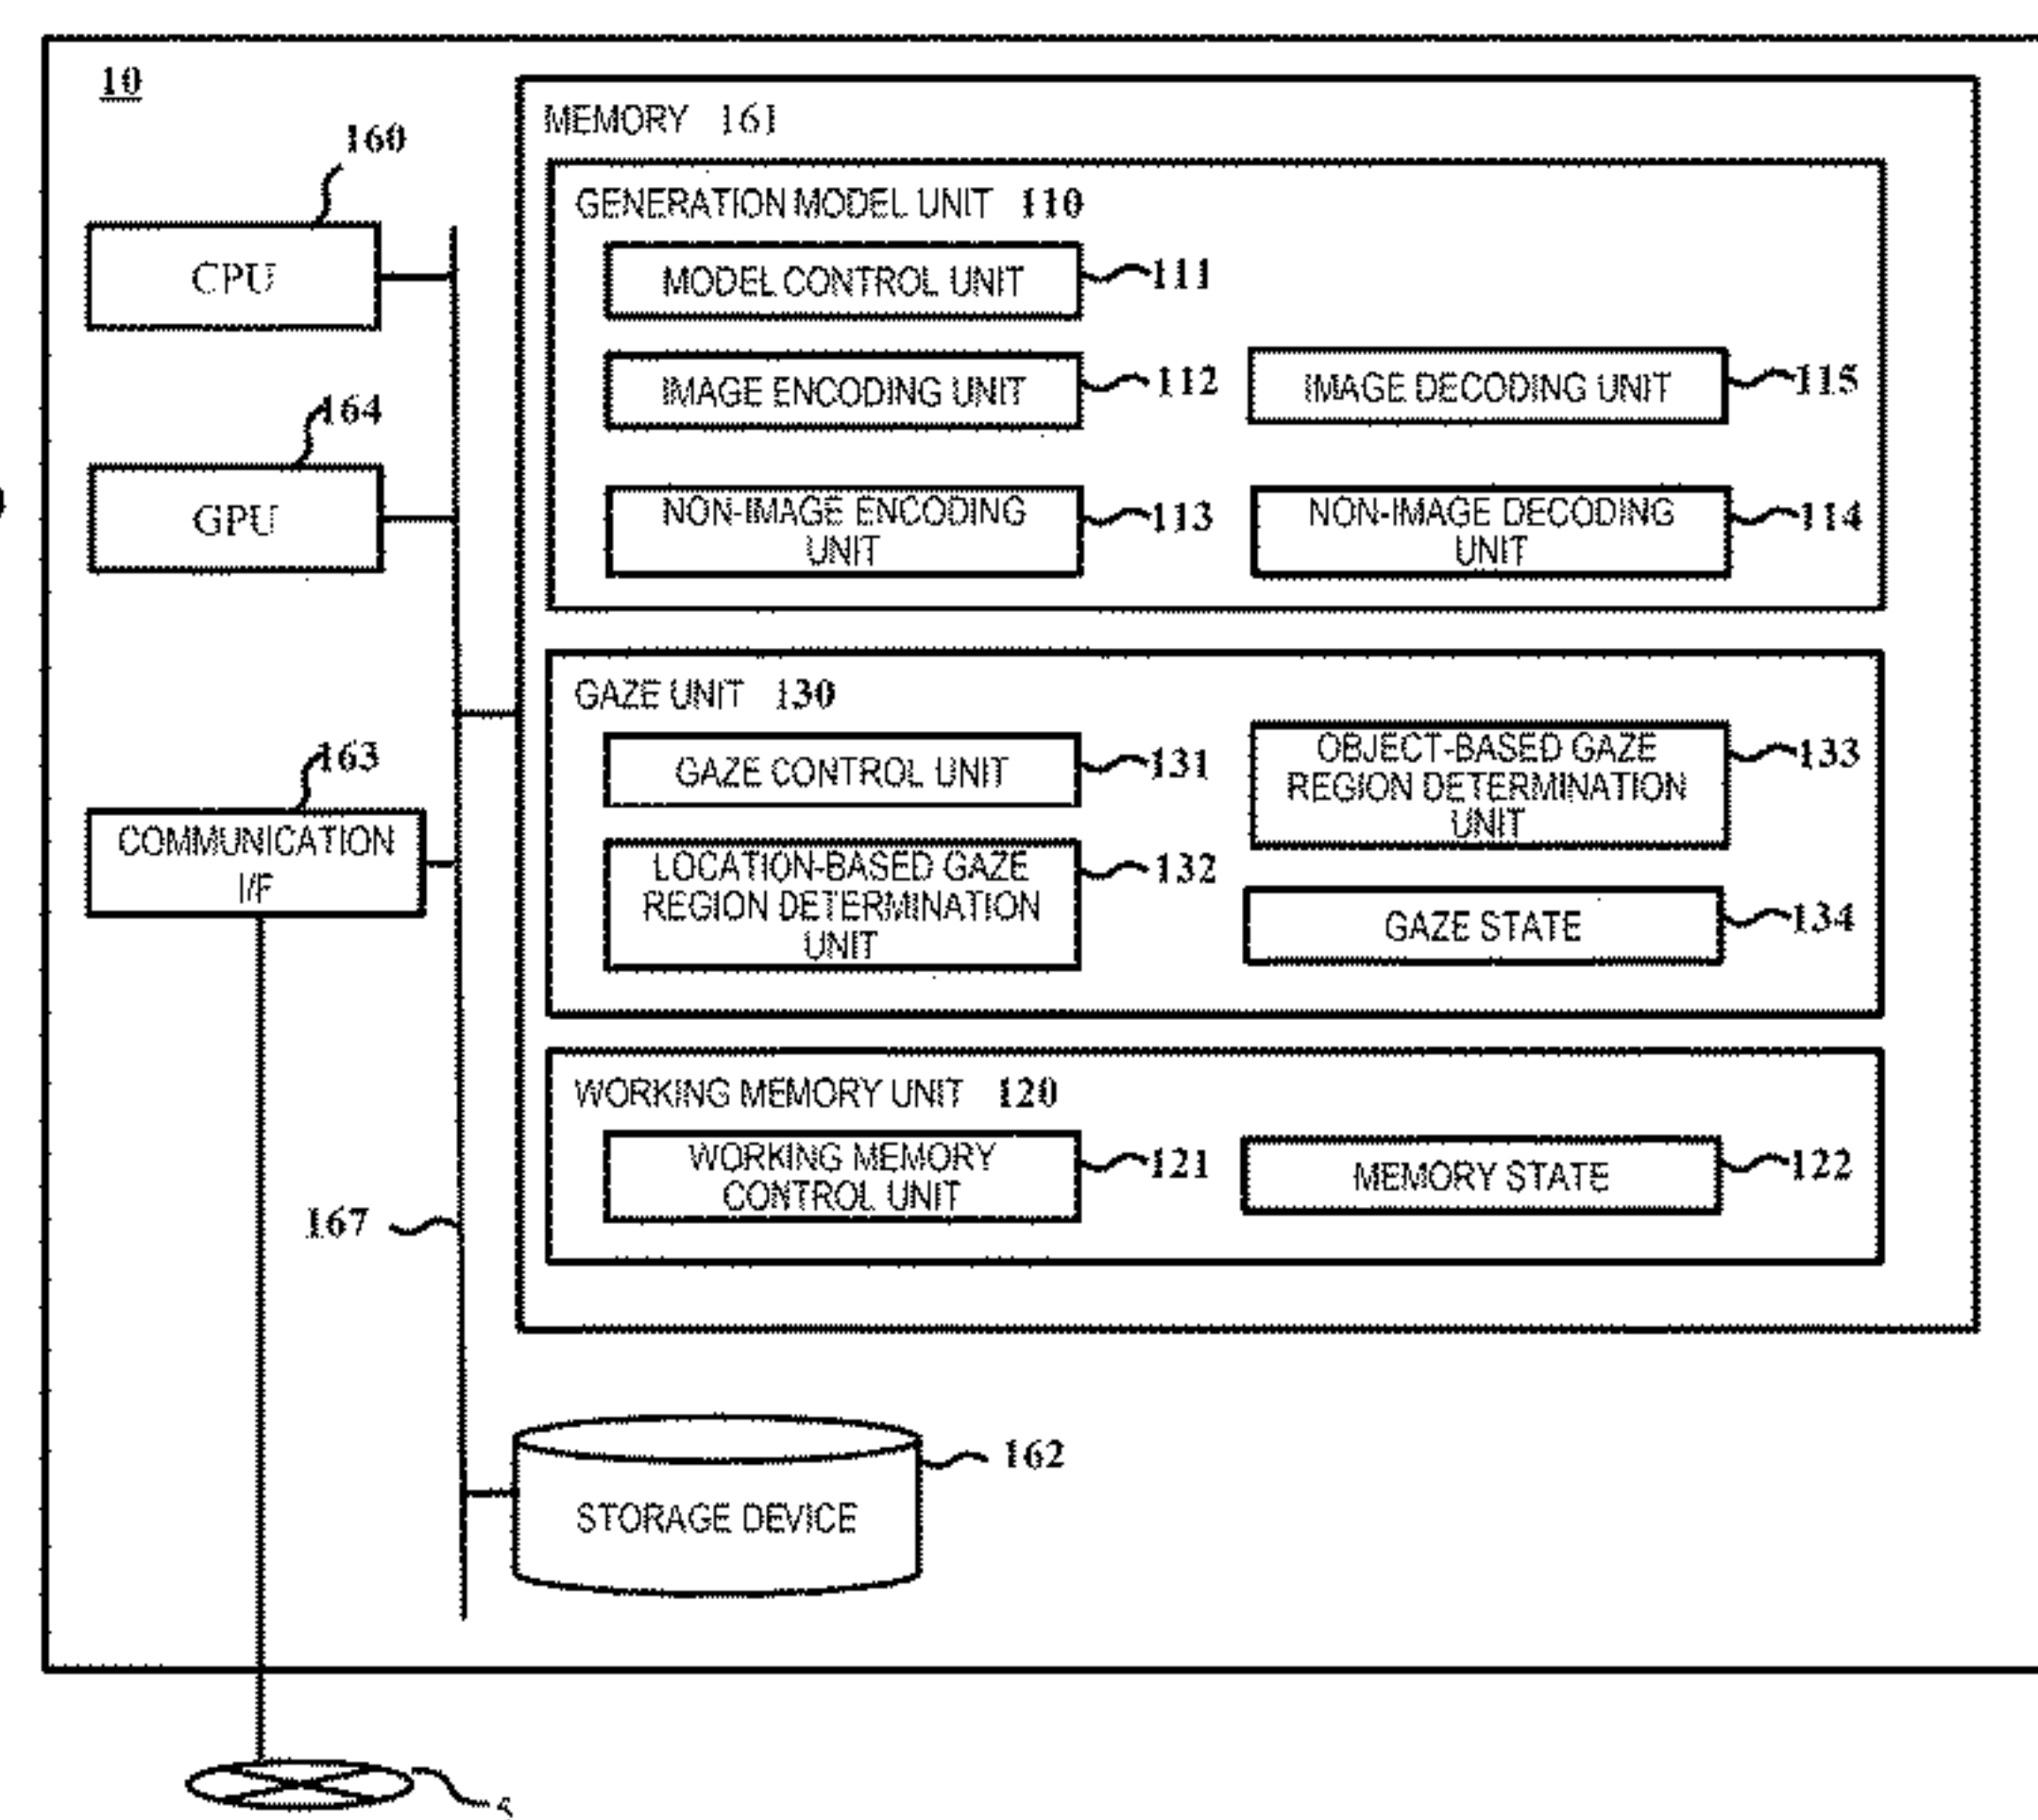 10
160
CPU
164
GPU
163
COMMUNICATION
I/F
167
MEMORY 161
GENERATION MODEL UNIT 110
MODEL CONTROL UNIT 111
IMAGE ENCODING UNIT 112
IMAGE DECODING UNIT 115
NON-IMAGE ENCODING
UNIT
113
NON-IMAGE DECODING
UNIT
114
GAZE UNIT 130
GAZE CONTROL UNIT 131
OBJECT-BASED GAZE
REGION DETERMINATION
UNIT
133
LOCATION-BASED GAZE
REGION DETERMINATION
UNIT
132
GAZE STATE 134
WORKING MEMORY UNIT 120
WORKING MEMORY
CONTROL UNIT
121
MEMORY STATE 122
STORAGE DEVICE
162